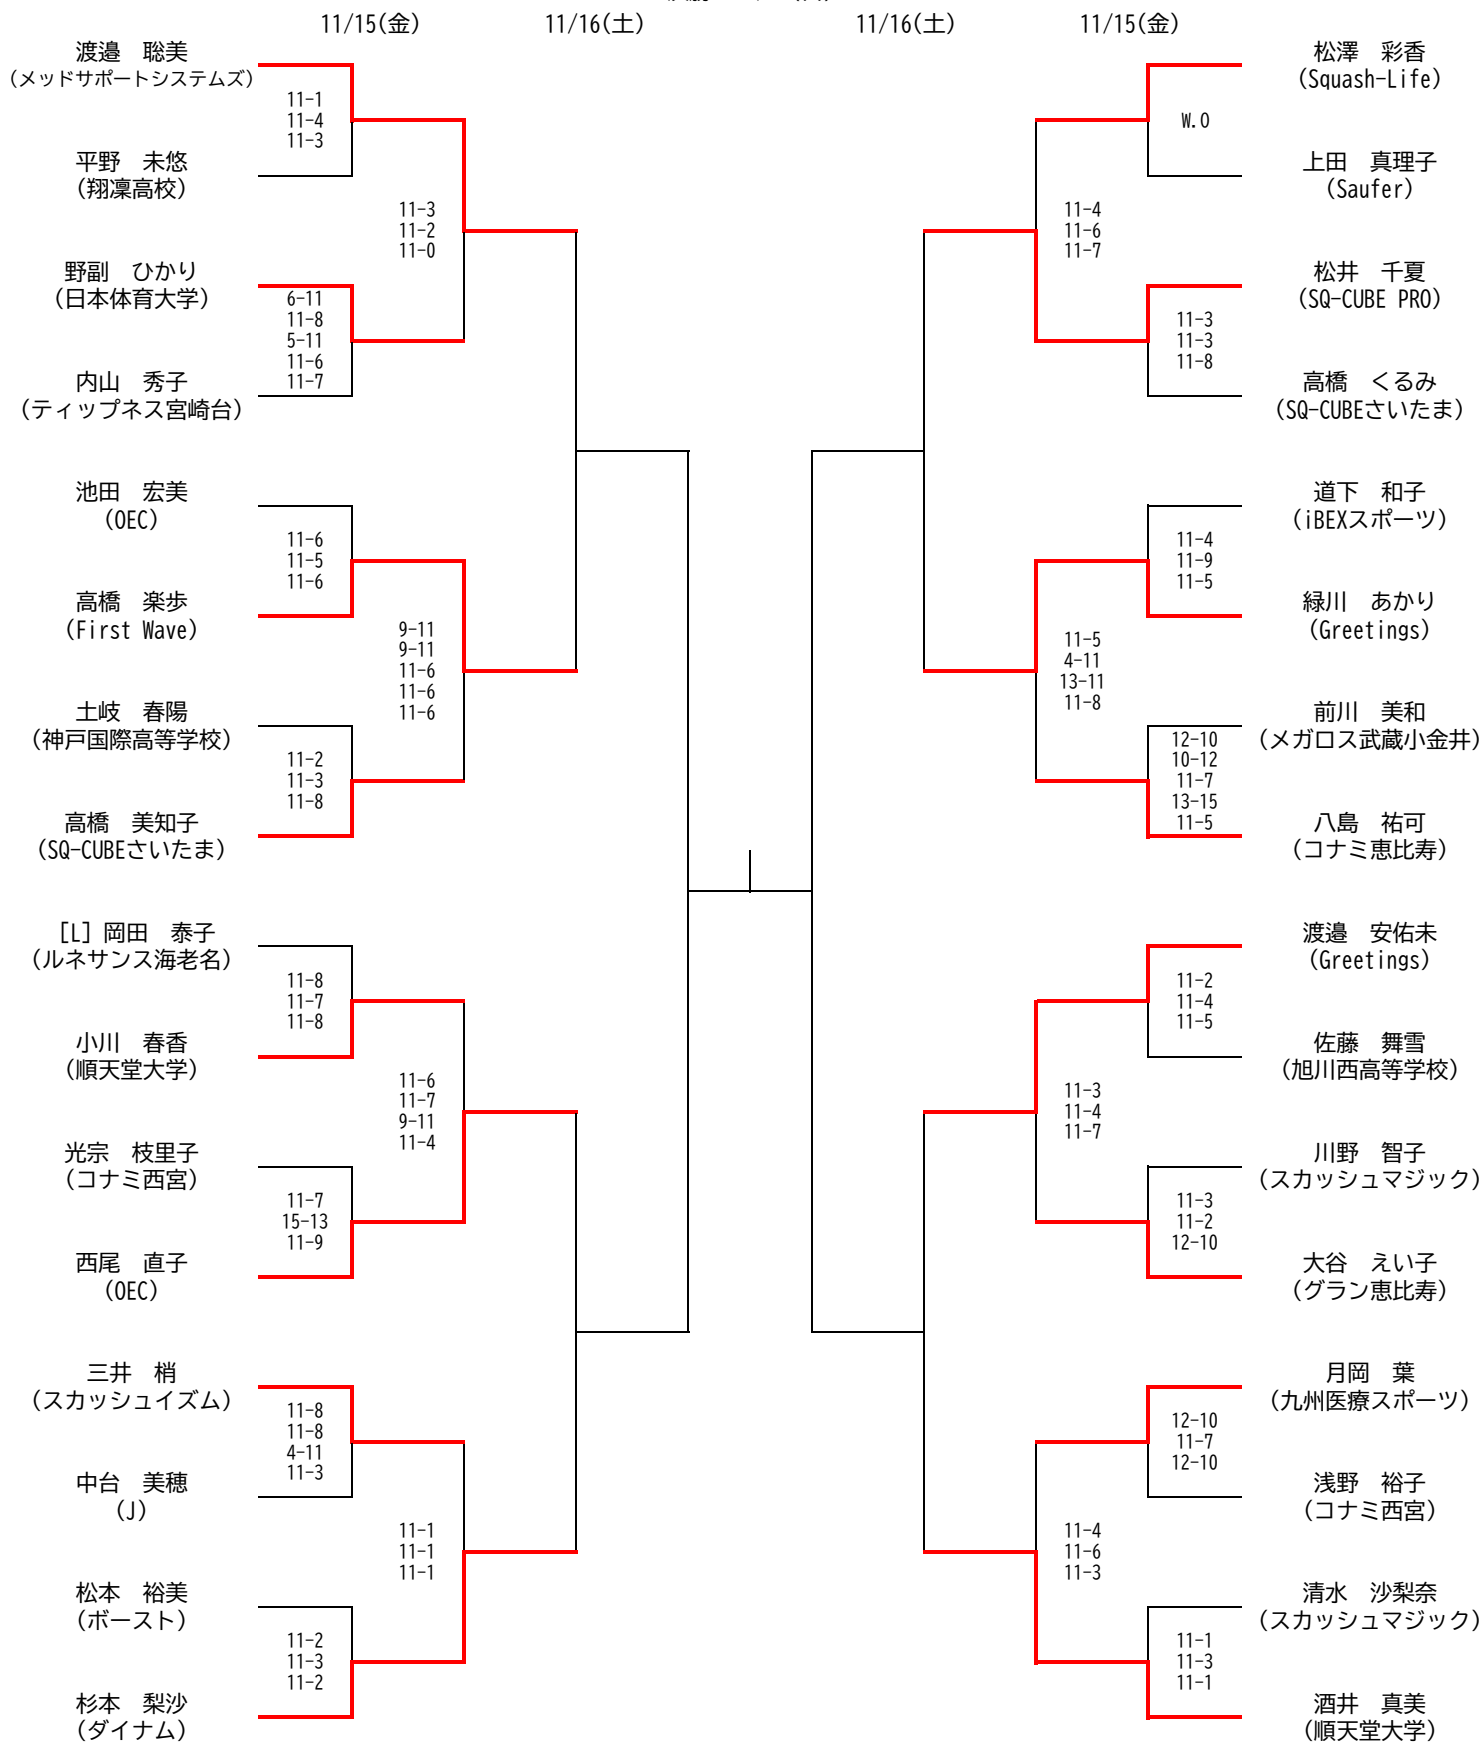 11/15(金) 11/16(土) 11/16(土) 11/15(金)
渡邉 聡美
(メッドサポートシステムズ)
11-1
11-4
11-3
平野 未悠
(翔凜高校)
11-3
11-2
11-0
野副 ひかり
(日本体育大学)
6-11
11-8
5-11
11-6
11-7
内山 秀子
(ティップネス宮崎台)
池田 宏美
(OEC)
11-6
11-5
11-6
高橋 楽歩
(First Wave)
9-11
9-11
11-6
11-6
11-6
土岐 春陽
(神戸国際高等学校)
11-2
11-3
11-8
高橋 美知子
(SQ-CUBEさいたま)
[L] 岡田 泰子
(ルネサンス海老名)
11-8
11-7
11-8
小川 春香
(順天堂大学)
11-6
11-7
9-11
11-4
光宗 枝里子
(コナミ西宮)
11-7
15-13
11-9
西尾 直子
(OEC)
三井 梢
(スカッシュイズム)
11-8
11-8
4-11
11-3
中台 美穂
(J)
11-1
11-1
11-1
松本 裕美
(ボースト)
11-2
11-3
11-2
杉本 梨沙
(ダイナム)
松澤 彩香
(Squash-Life)
W.O
上田 真理子
(Saufer)
11-4
11-6
11-7
松井 千夏
(SQ-CUBE PRO)
11-3
11-3
11-8
高橋 くるみ
(SQ-CUBEさいたま)
道下 和子
(iBEXスポーツ)
11-4
11-9
11-5
緑川 あかり
(Greetings)
11-5
4-11
13-11
11-8
前川 美和
(メガロス武蔵小金井)
12-10
10-12
11-7
13-15
11-5
八島 祐可
(コナミ恵比寿)
渡邉 安佑未
(Greetings)
11-2
11-4
11-5
佐藤 舞雪
(旭川西高等学校)
11-3
11-4
11-7
川野 智子
(スカッシュマジック)
11-3
11-2
12-10
大谷 えい子
(グラン恵比寿)
月岡 葉
(九州医療スポーツ)
12-10
11-7
12-10
浅野 裕子
(コナミ西宮)
11-4
11-6
11-3
清水 沙梨奈
(スカッシュマジック)
11-1
11-3
11-1
酒井 真美
(順天堂大学)